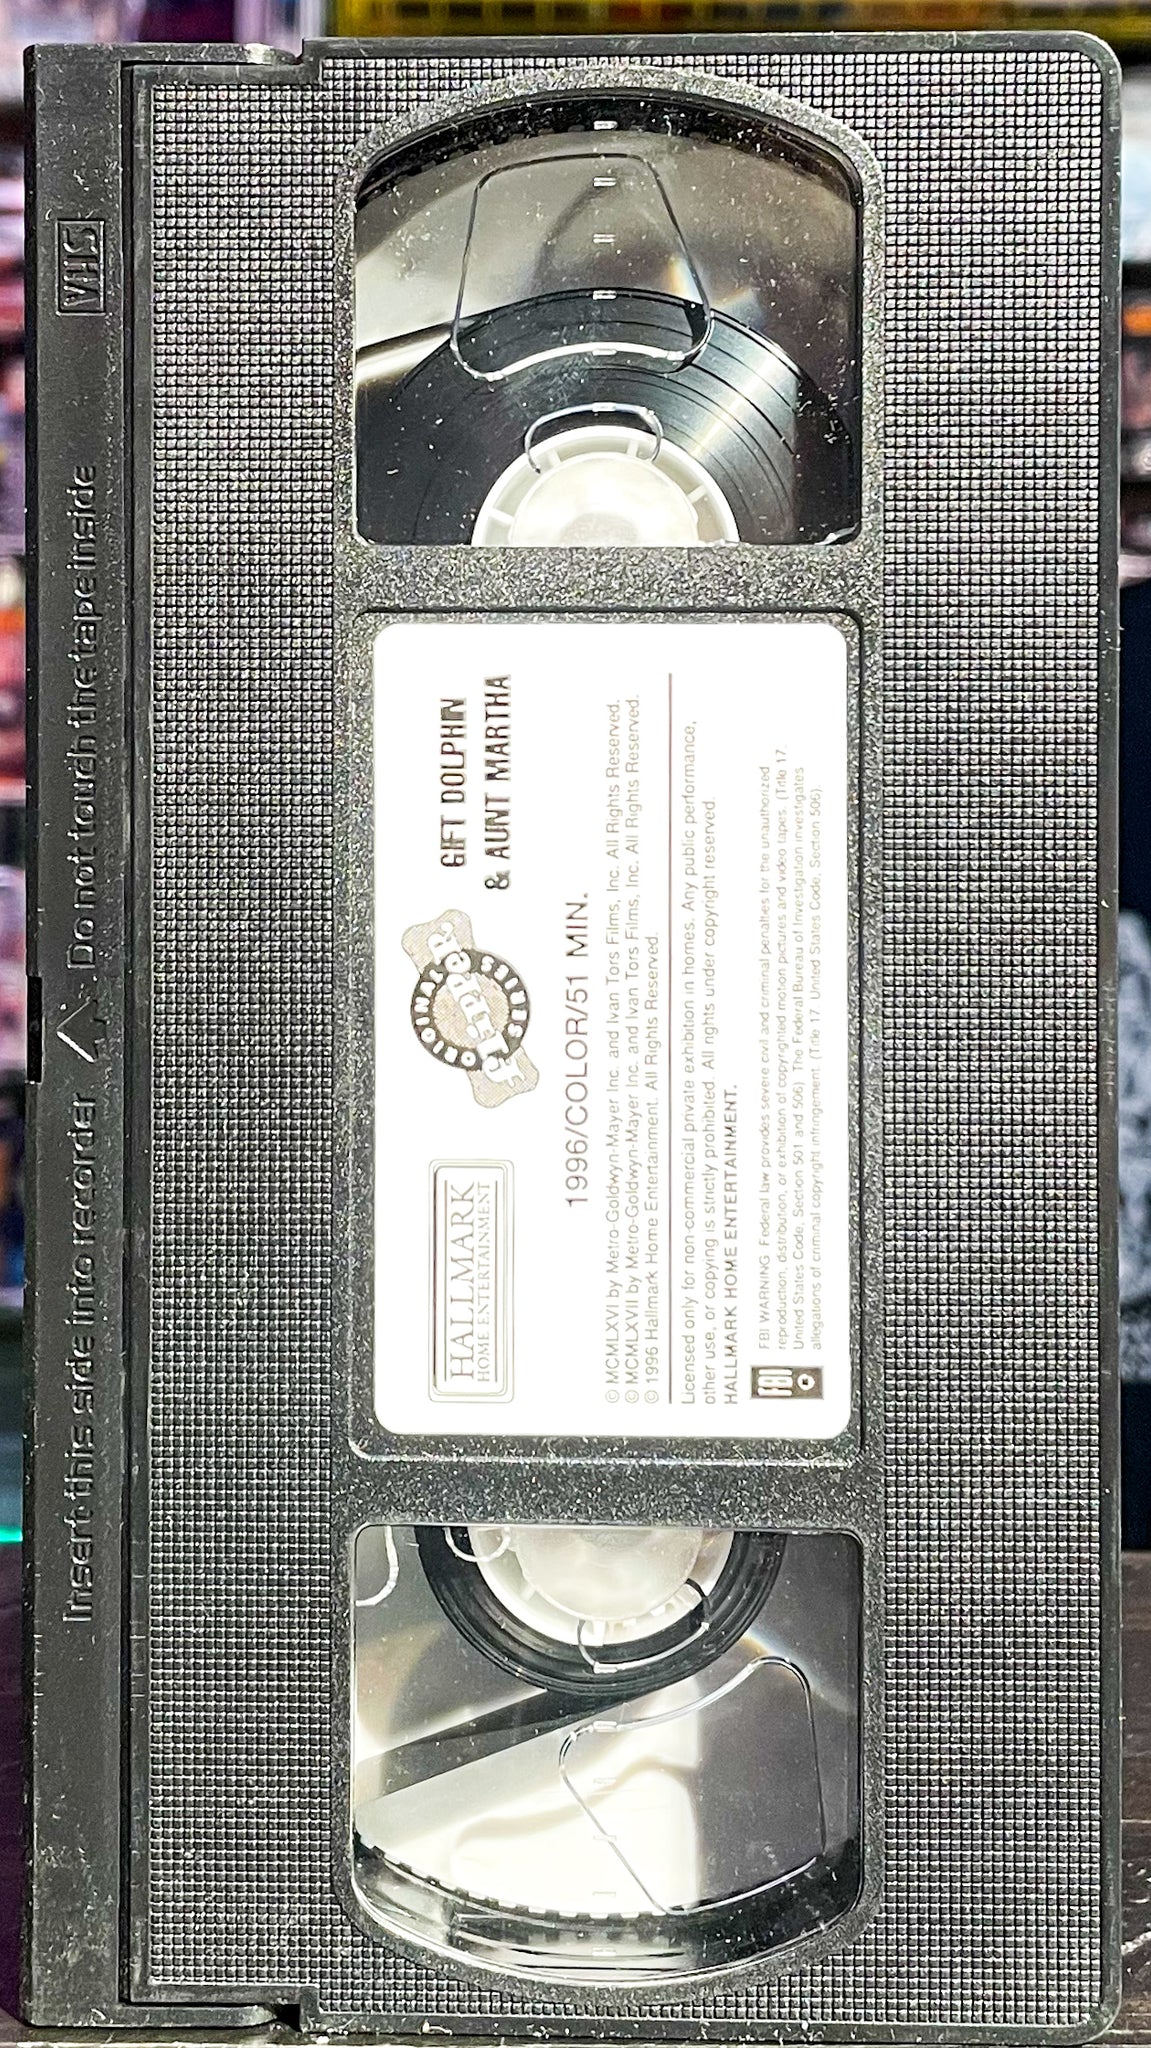 VHS
Insert this side into recorder
Do not touch the tape inside
HALLMARK
HOME ENTERTAINMENT
ORIGINAL
FLIPPER
SERIES
GIFT DOLPHIN
& AUNT MARTHA
1996/COLOR/51 MIN.
© MCMLXVI by Metro-Goldwyn-Mayer Inc. and Ivan Tors Films, Inc. All Rights Reserved.
© MCMLXVII by Metro-Goldwyn-Mayer Inc. and Ivan Tors Films, Inc. All Rights Reserved.
© 1996 Hallmark Home Entertainment. All Rights Reserved.
Licensed only for non-commercial private exhibition in homes. Any public performance,
other use, or copying is strictly prohibited. All rights under copyright reserved.
HALLMARK HOME ENTERTAINMENT.
FBI
FBI WARNING Federal law provides severe civil and criminal penalties for the unauthorized
reproduction, distribution, or exhibition of copyrighted motion pictures and video tapes. (Title 17,
United States Code, Section 501 and 506) The Federal Bureau of Investigation investigates
allegations of criminal copyright infringement. (Title 17, United States Code, Section 506).